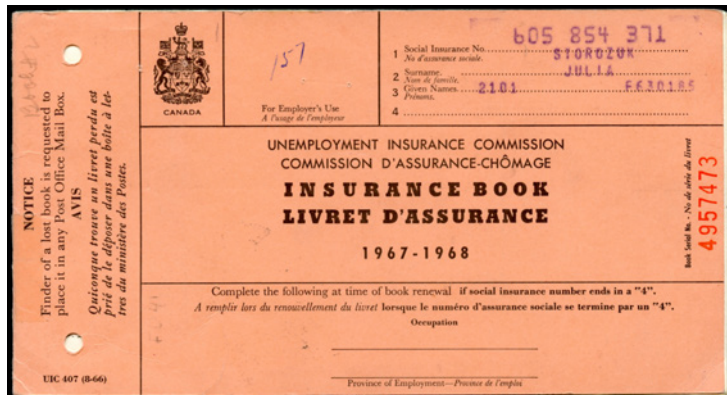 NOTICE
Finder of a lost book is requested to
place it in any Post Office Mail Box.
AVIS
Quiconque trouve un livret perdu est
prié de le déposer dans une boîte à let-
tres du ministère des Postes.
UIC 407 (8-66)
CANADA
157
For Employer's Use
A l'usage de l'employeur
605 854 371
1 Social Insurance No.
No d'assurance sociale.
STOROZUK
2 Surname
Nom de famille.
JULIA
3 Given Names
Prénoms.
2101 F630185
4
UNEMPLOYMENT INSURANCE COMMISSION
COMMISSION D'ASSURANCE-CHÔMAGE
INSURANCE BOOK
LIVRET D'ASSURANCE
1967-1968
Book Serial No. - No de série du livret
4957473
Complete the following at time of book renewal if social insurance number ends in a "4".
A remplir lors du renouvellement du livret lorsque le numéro d'assurance sociale se termine par un "4".
Occupation
Province of Employment—Province de l'emploi